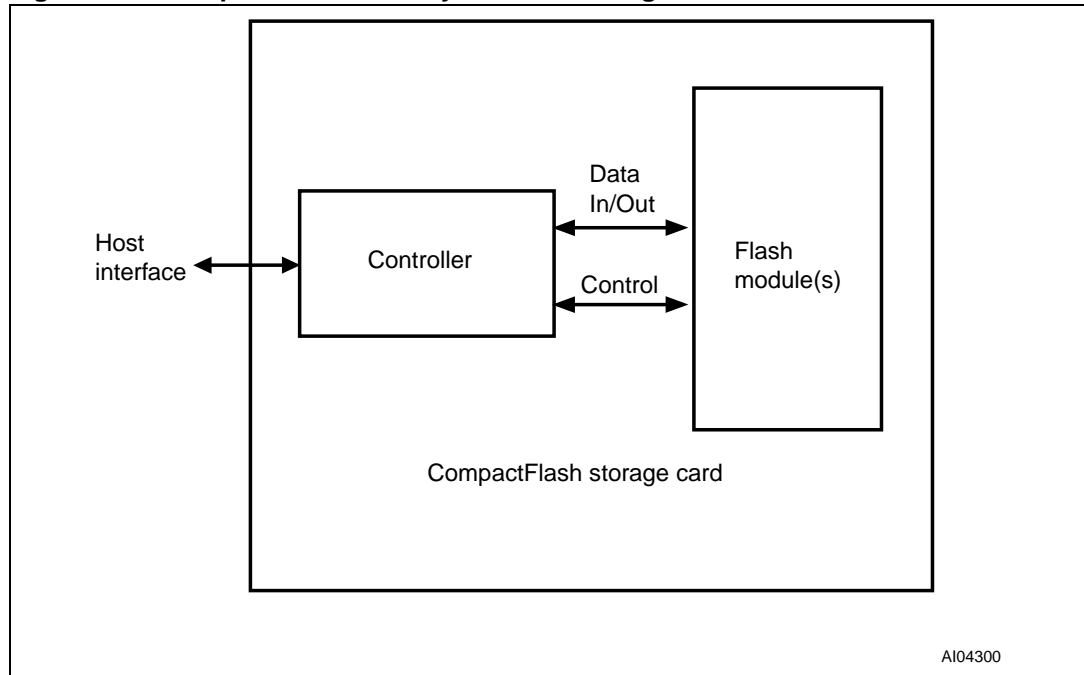 Host
interface
Controller
Data
In/Out
Control
Flash
module(s)
CompactFlash storage card
AI04300